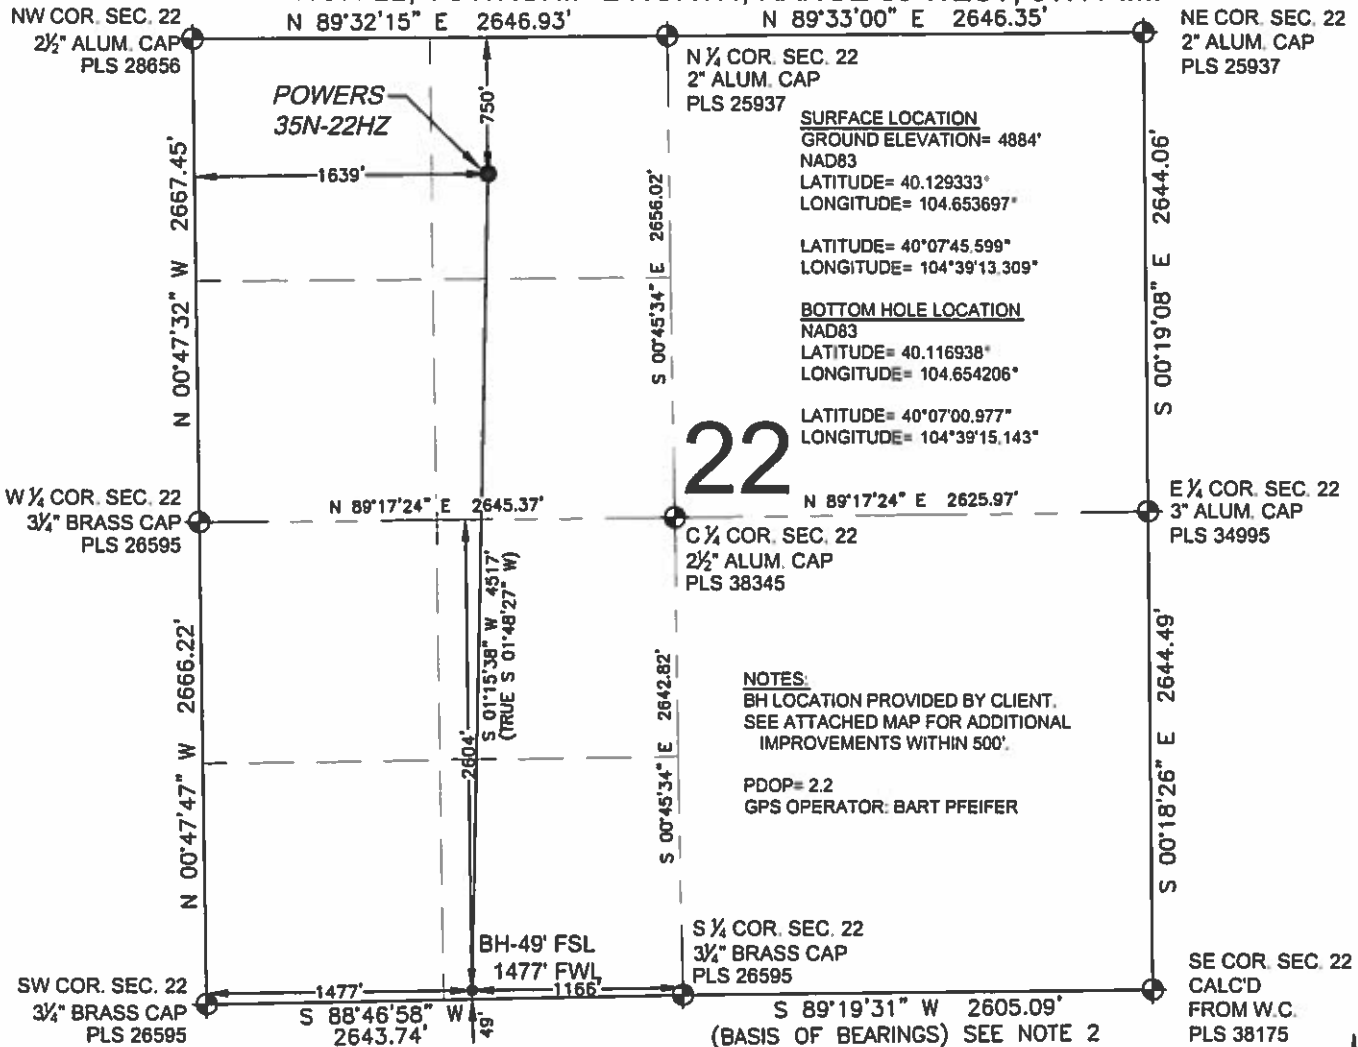 N 89°32'15" E 2646.93'
N 89°33'00" E 2646.35'
NW COR. SEC. 22
2½" ALUM. CAP
PLS 28656
NE COR. SEC. 22
2" ALUM. CAP
PLS 25937
N ¼ COR. SEC. 22
2" ALUM. CAP
PLS 25937
POWERS
35N-22HZ
750'
1639'
SURFACE LOCATION
GROUND ELEVATION= 4884'
NAD83
LATITUDE= 40.129333°
LONGITUDE= 104.653697°
LATITUDE= 40°07'45.599"
LONGITUDE= 104°39'13.309"
BOTTOM HOLE LOCATION
NAD83
LATITUDE= 40.116938°
LONGITUDE= 104.654206°
LATITUDE= 40°07'00.977"
LONGITUDE= 104°39'15.143"
N 00°47'32" W 2667.45'
S 00°45'34" E 2656.02'
S 00°19'08" E 2644.06'
22
W ¼ COR. SEC. 22
3¼" BRASS CAP
PLS 26595
N 89°17'24" E 2645.37'
N 89°17'24" E 2625.97'
E ¼ COR. SEC. 22
3" ALUM. CAP
PLS 34995
C ¼ COR. SEC. 22
2½" ALUM. CAP
PLS 38345
S 01°15'38" W 4517'
(TRUE S 01°48'27" W)
2604'
N 00°47'47" W 2666.22'
S 00°45'34" E 2642.82'
S 00°18'26" E 2644.49'
NOTES:
BH LOCATION PROVIDED BY CLIENT.
SEE ATTACHED MAP FOR ADDITIONAL
IMPROVEMENTS WITHIN 500'.
PDOP= 2.2
GPS OPERATOR: BART PFEIFER
BH-49' FSL
1477' FWL
S ¼ COR. SEC. 22
3¼" BRASS CAP
PLS 26595
SW COR. SEC. 22
3¼" BRASS CAP
PLS 26595
1477'
1166'
49'
S 88°46'58" W
2643.74'
S 89°19'31" W 2605.09'
(BASIS OF BEARINGS) SEE NOTE 2
SE COR. SEC. 22
CALC'D
FROM W.C.
PLS 38175